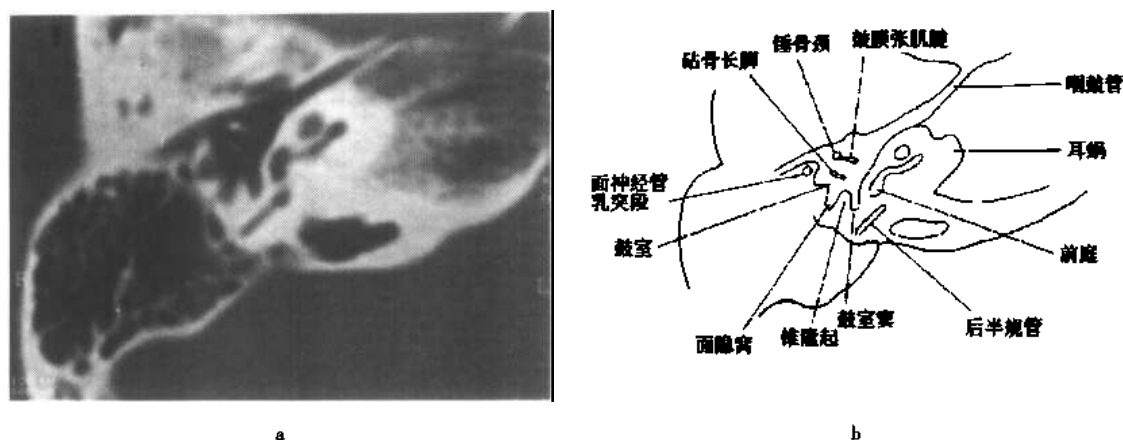 锤骨颈
鼓膜张肌腱
砧骨长脚
咽鼓管
耳蜗
面神经管
乳突段
鼓室
前庭
面隐窝
锥隆起
鼓室窦
后半规管
a
b